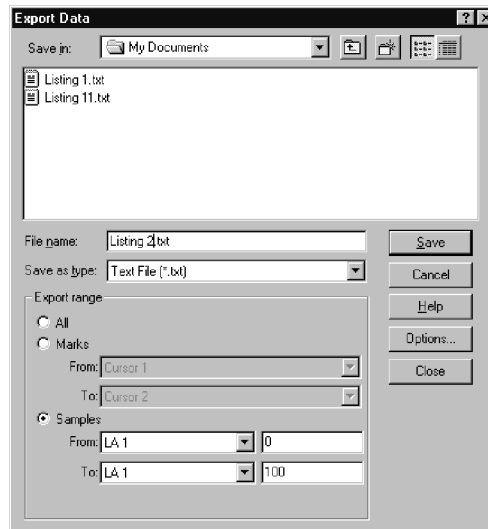 Export Data
Save in: My Documents
Listing 1.txt
Listing 11.txt
File name: Listing 2.txt
Save
Save as type: Text File (*.txt)
Cancel
Export range
Help
All
Marks
Options...
From: Cursor 1
Close
To: Cursor 2
Samples
From: LA 1 0
To: LA 1 100